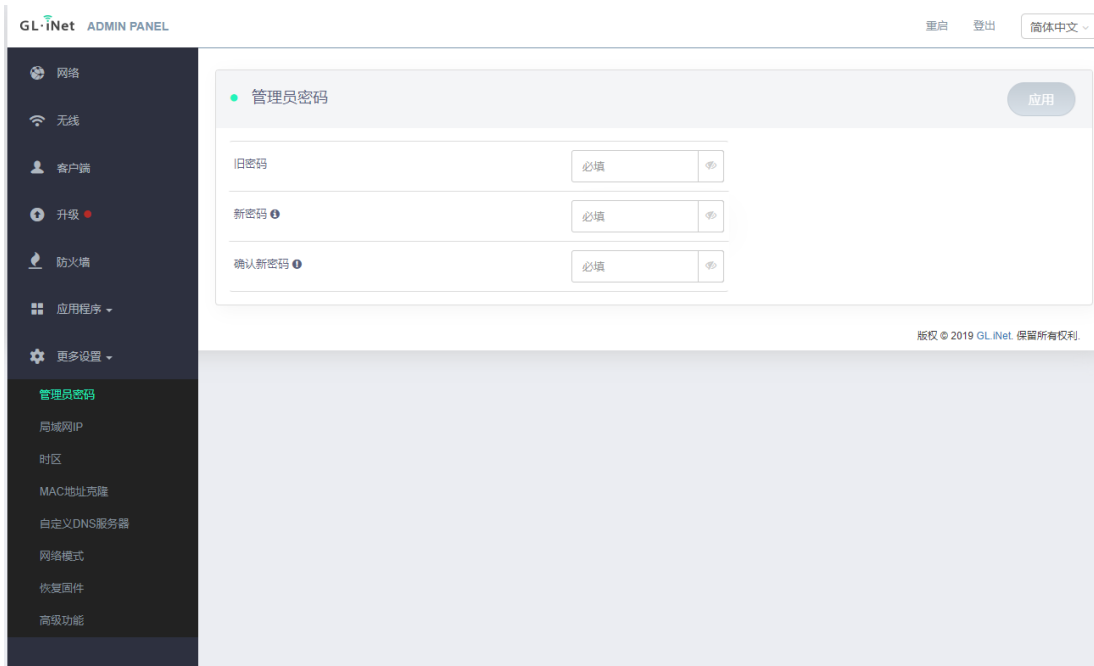 GL·iNet ADMIN PANEL
重启 登出 简体中文
网络
无线
客户端
升级
防火墙
应用程序
更多设置
管理员密码
局域网IP
时区
MAC地址克隆
自定义DNS服务器
网络模式
恢复固件
高级功能
管理员密码 应用
旧密码 必填
新密码 必填
确认新密码 必填
版权 © 2019 GL.iNet. 保留所有权利.